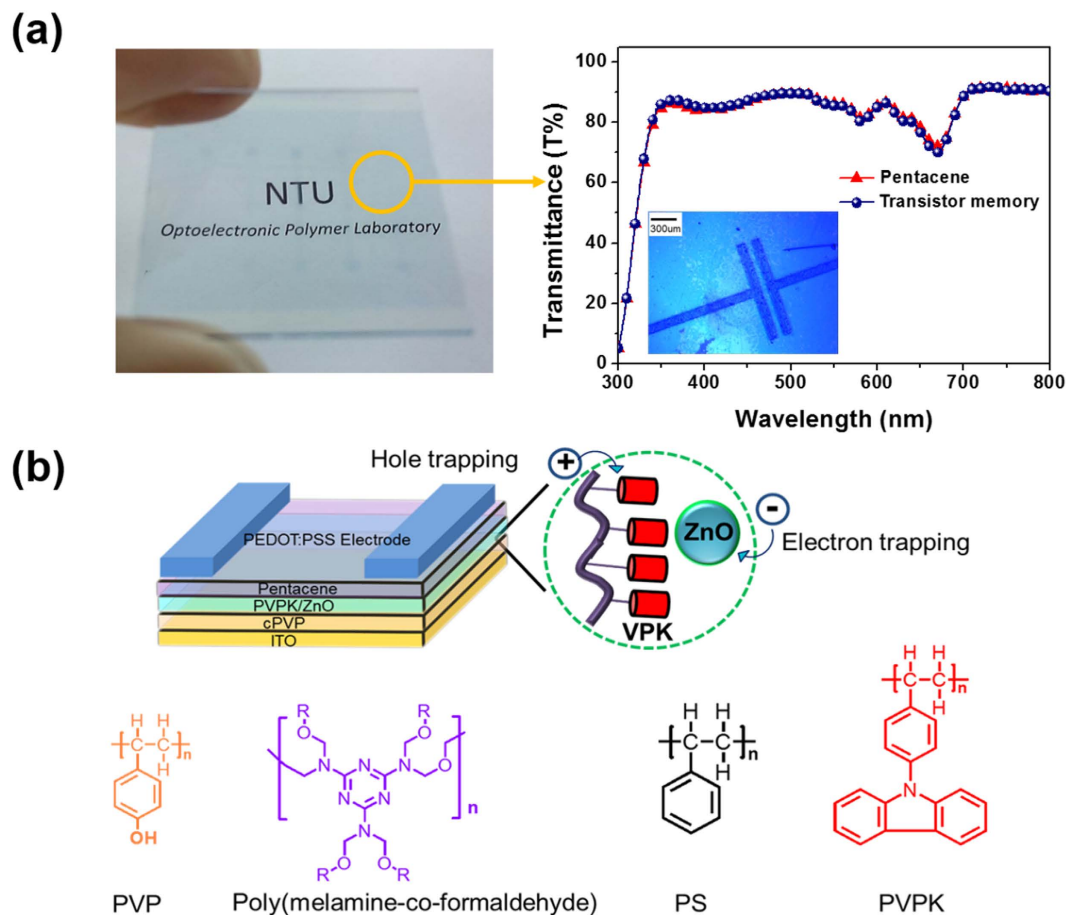 (a)
NTU
Optoelectronic Polymer Laboratory
Transmittance (T%)
100
80
60
40
20
0
300 400 500 600 700 800
Wavelength (nm)
Pentacene
Transistor memory
300um
(b)
Hole trapping
+
-
ZnO
Electron trapping
VPK
PEDOT:PSS Electrode
Pentacene
PVPK/ZnO
cPVP
ITO
H H
C C
n
H
OH
PVP
R R
O O
N N O
N N
N
N
O O
R R
n
Poly(melamine-co-formaldehyde)
H H
C C
n
H
PS
H H
C C
n
H
N
PVPK